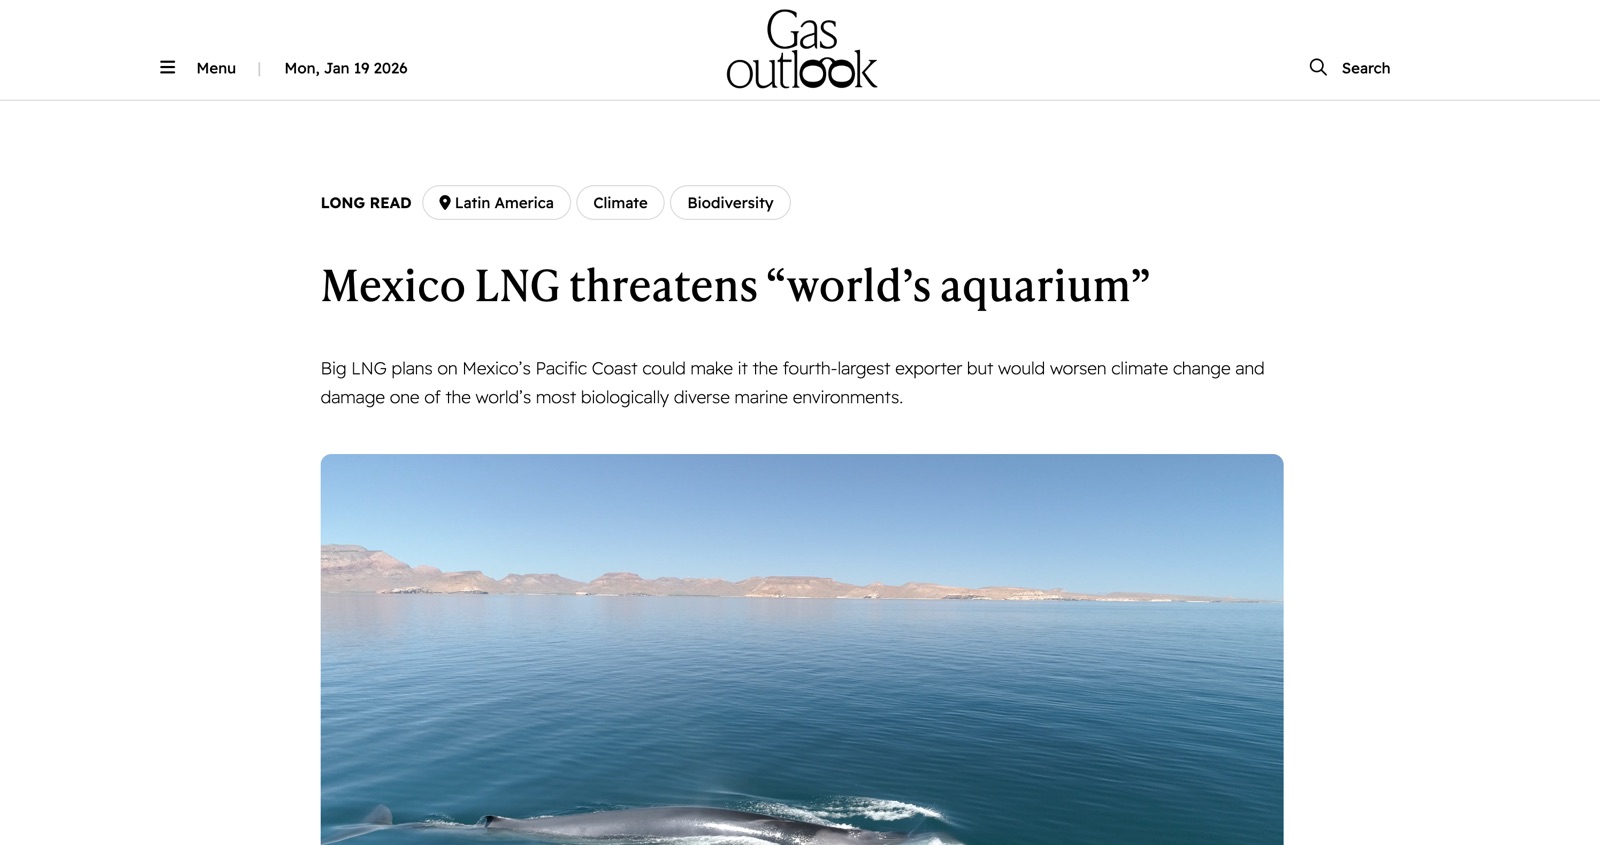 Menu | Mon, Jan 19 2026
Gas
outlook
Search
LONG READ Latin America Climate Biodiversity
Mexico LNG threatens “world’s aquarium”
Big LNG plans on Mexico’s Pacific Coast could make it the fourth-largest exporter but would worsen climate change and
damage one of the world’s most biologically diverse marine environments.